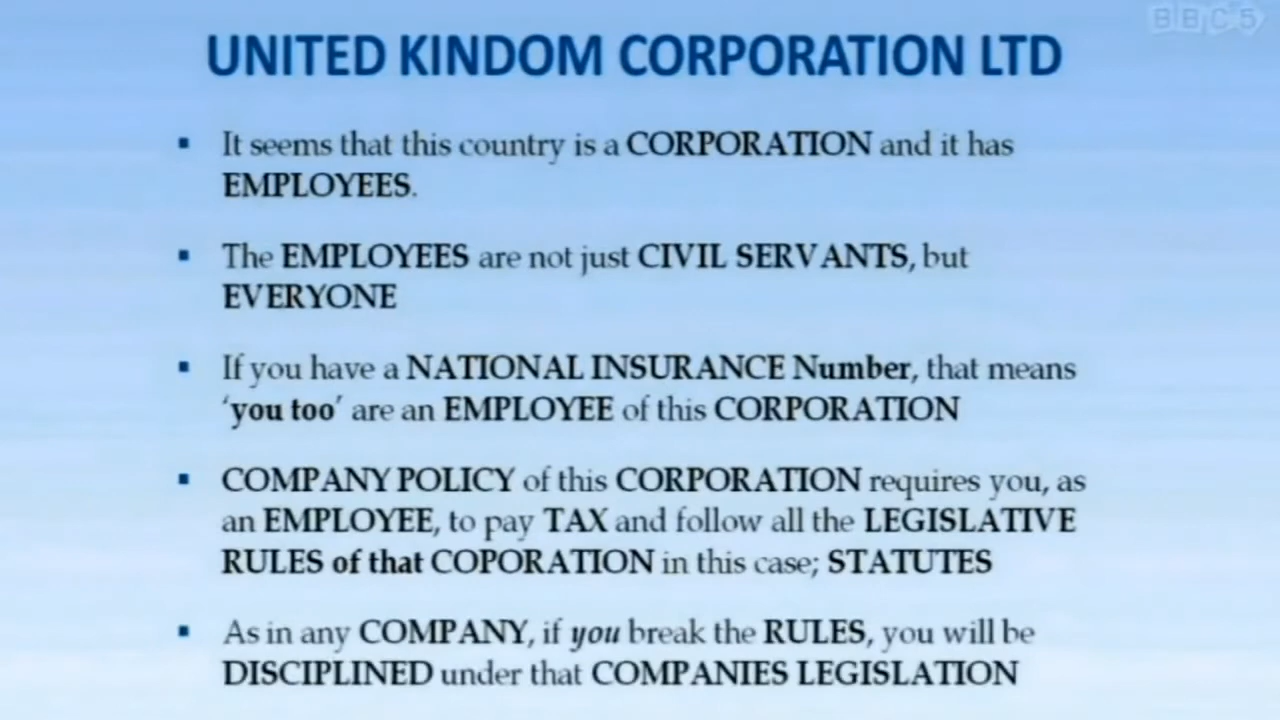 BBC5
UNITED KINDOM CORPORATION LTD
▪ It seems that this country is a CORPORATION and it has
EMPLOYEES.
▪ The EMPLOYEES are not just CIVIL SERVANTS, but
EVERYONE
▪ If you have a NATIONAL INSURANCE Number, that means
‘you too’ are an EMPLOYEE of this CORPORATION
▪ COMPANY POLICY of this CORPORATION requires you, as
an EMPLOYEE, to pay TAX and follow all the LEGISLATIVE
RULES of that COPORATION in this case; STATUTES
▪ As in any COMPANY, if you break the RULES, you will be
DISCIPLINED under that COMPANIES LEGISLATION